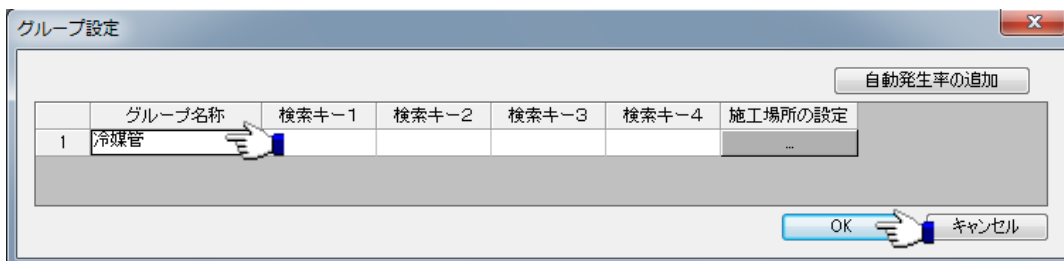 グループ設定
自動発生率の追加
グループ名称 検索キー1 検索キー2 検索キー3 検索キー4 施工場所の設定
1 冷媒管 ...
OK キャンセル